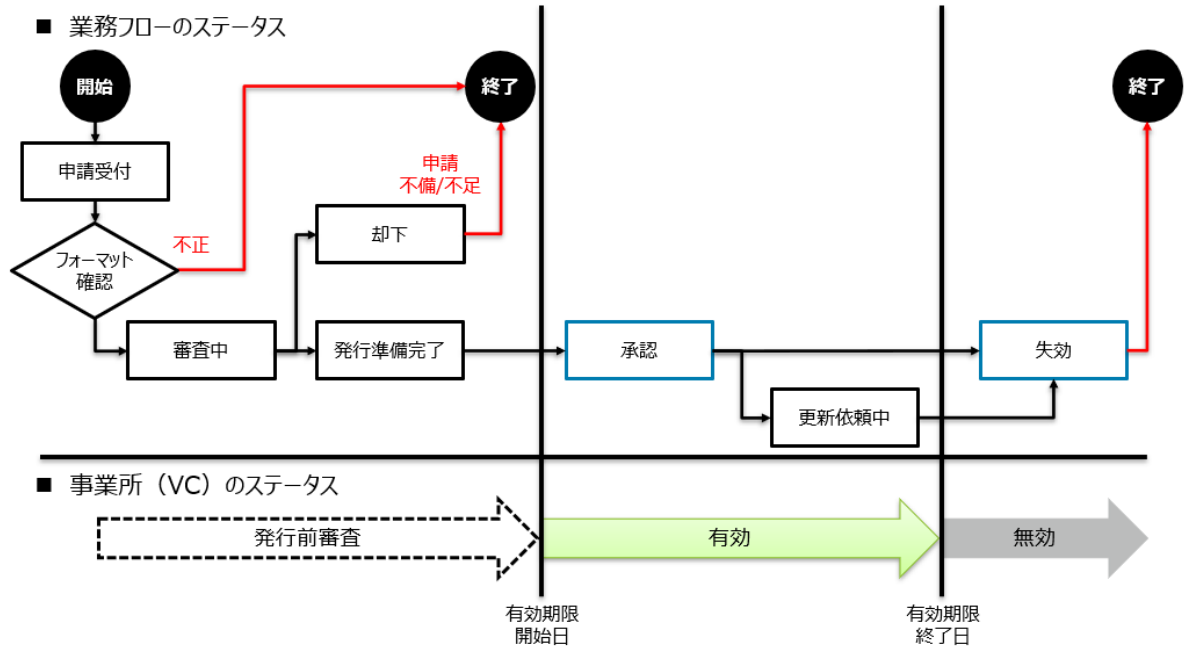 ■ 業務フローのステータス
開始
終了
終了
申請受付
申請
不備/不足
不正
却下
フォーマット
確認
審査中
発行準備完了
承認
失効
更新依頼中
■ 事業所（VC）のステータス
発行前審査
有効
無効
有効期限
開始日
有効期限
終了日